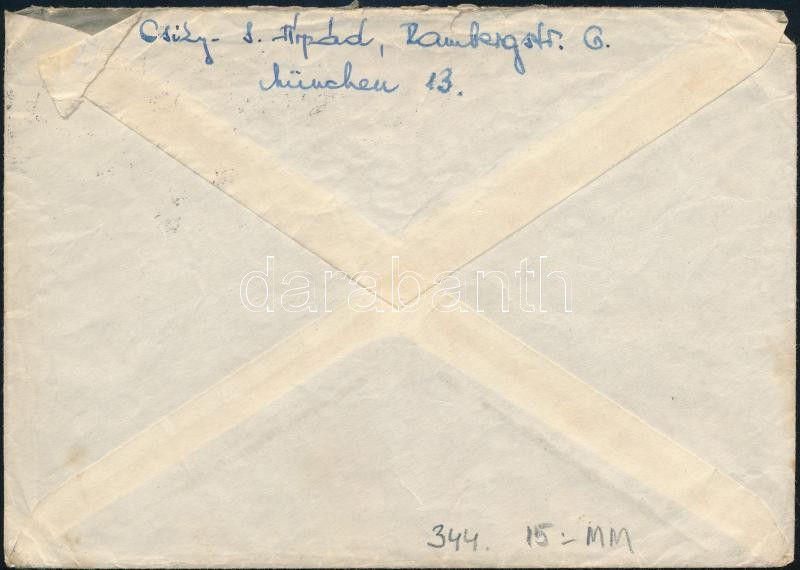 Csiky S. Árpád, Rambergstr. 6.
München 13.
darabanth
344. 15.- MM